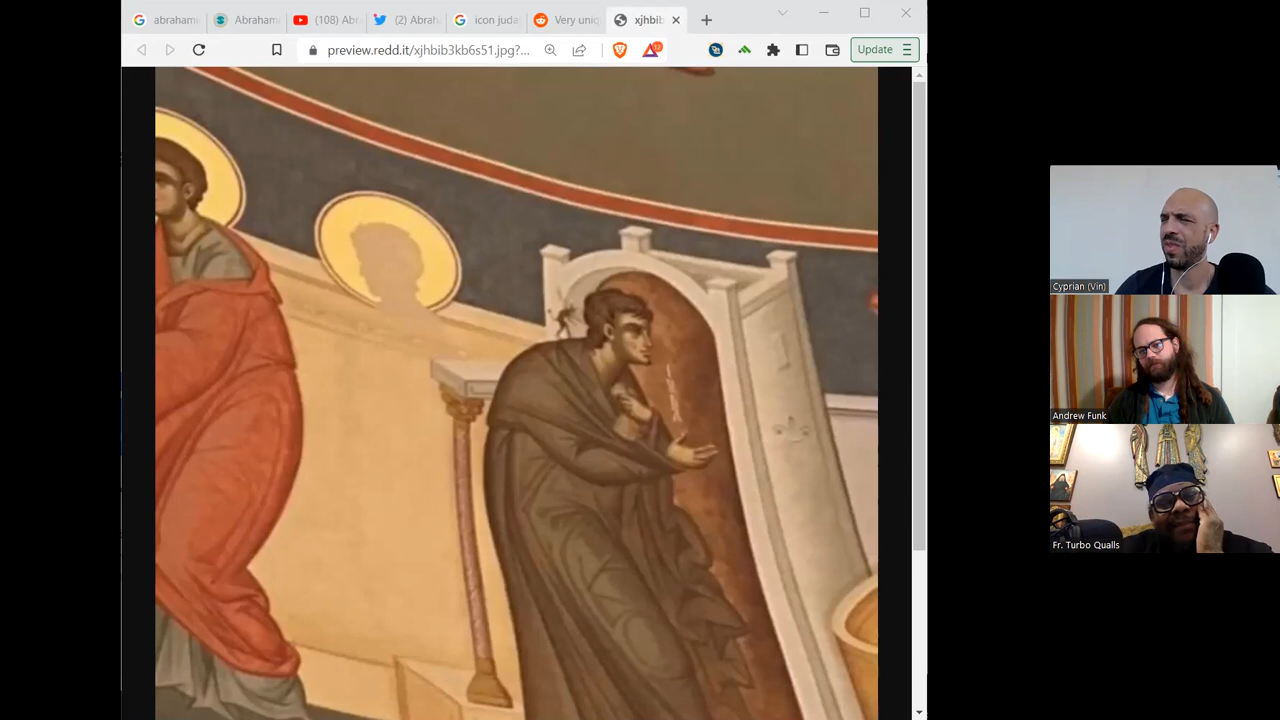 abrahami
Abraham
(108) Abr
(2) Abrah
icon juda
Very uniq
xjhbib
preview.redd.it/xjhbib3kb6s51.jpg?...
Update
Cyprian (Vin)
Andrew Funk
Fr. Turbo Qualls